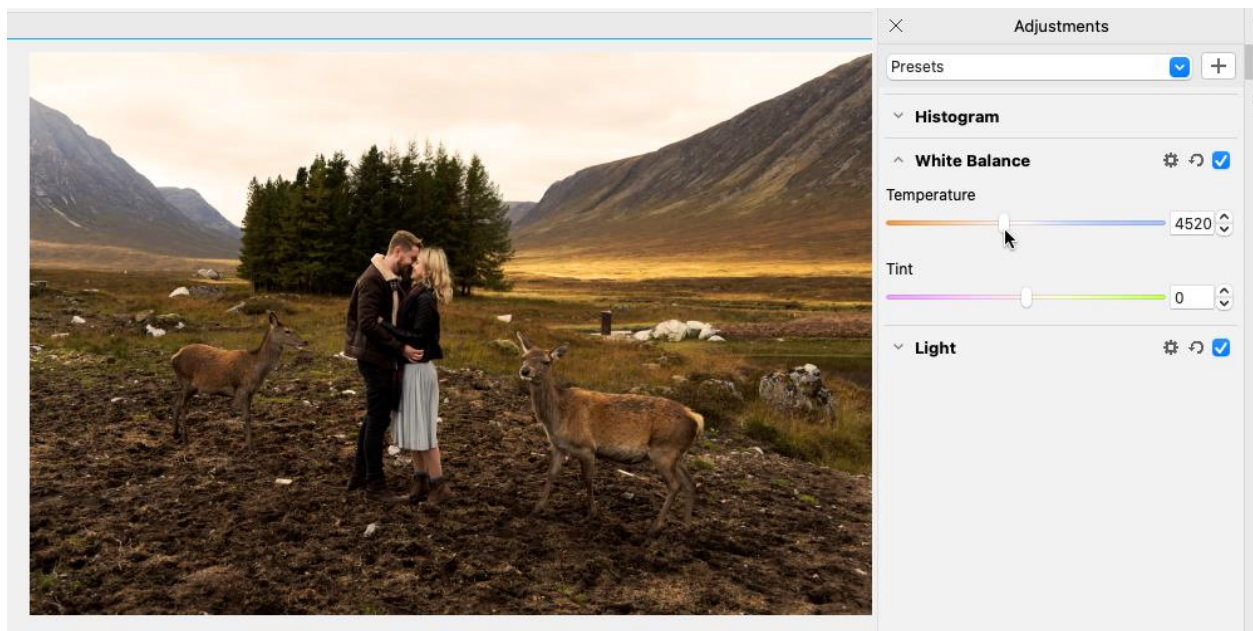 Adjustments
Presets
Histogram
White Balance
Temperature
4520
Tint
0
Light